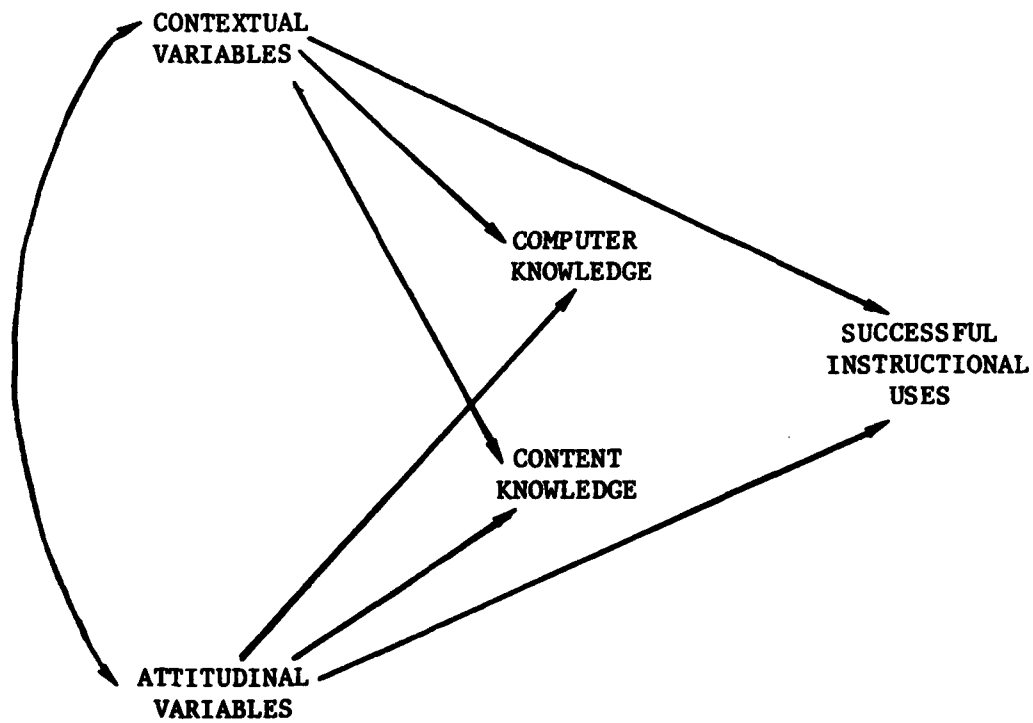 CONTEXTUAL
VARIABLES
COMPUTER
KNOWLEDGE
SUCCESSFUL
INSTRUCTIONAL
USES
CONTENT
KNOWLEDGE
ATTITUDINAL
VARIABLES